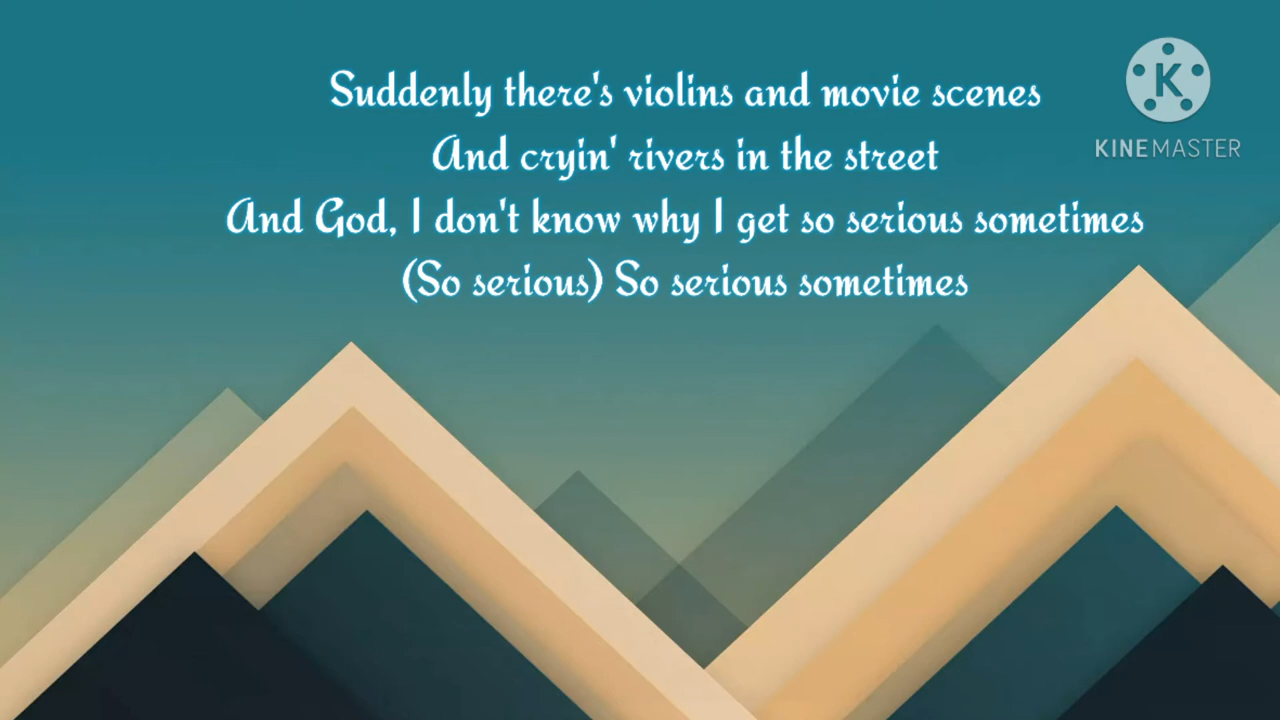 Suddenly there's violins and movie scenes
And cryin' rivers in the street
And God, I don't know why I get so serious sometimes
(So serious) So serious sometimes
K
KINEMASTER